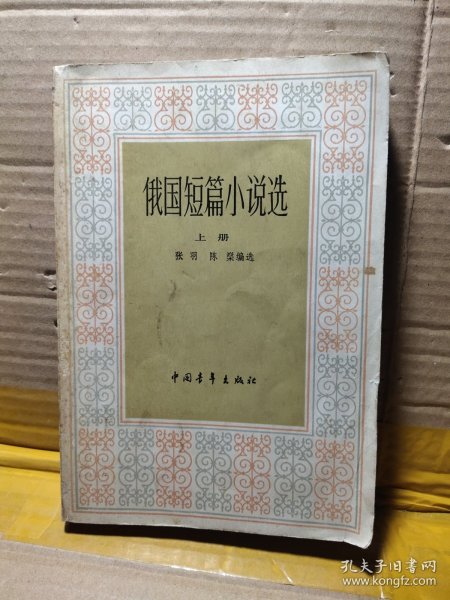 俄国短篇小说选
上册
张羽 陈燊编选
中国青年出版社
孔夫子旧书网
www.kongfz.com